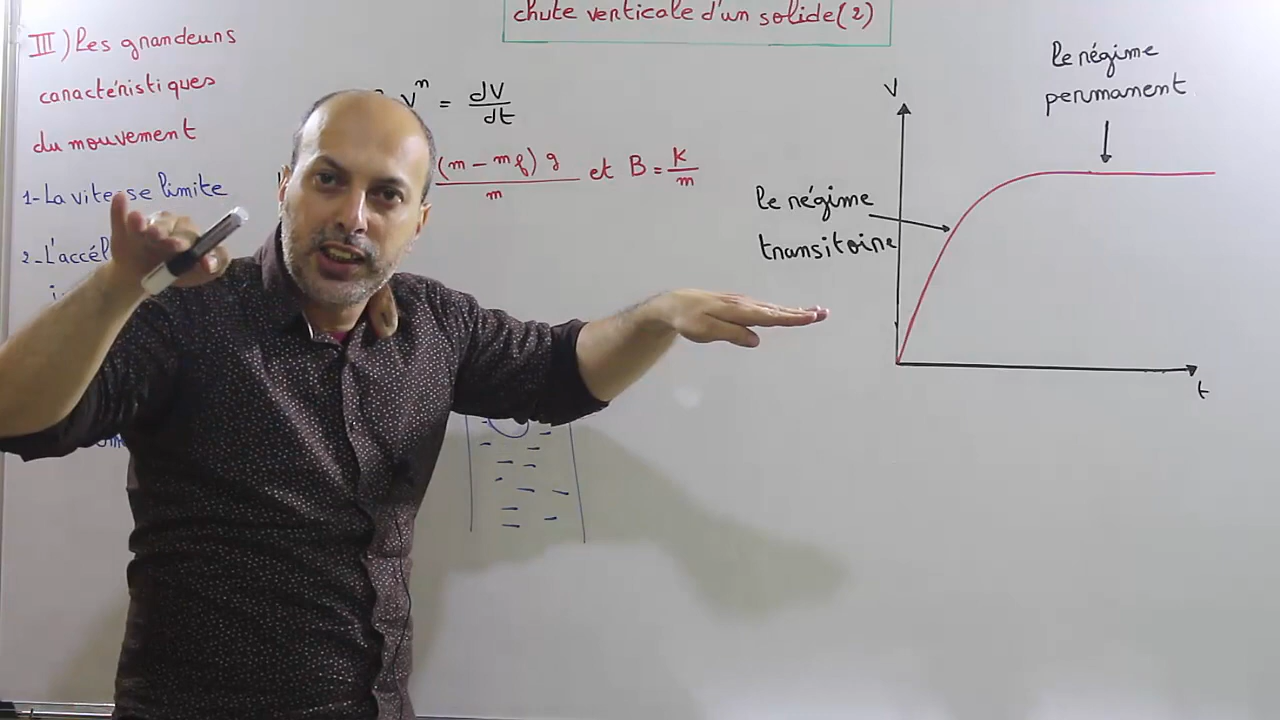 chute verticale d'un solide (2)
III) Les grandeurs
caractéristiques
du mouvement
1- La vitesse limite
2- L'accél
V^n = dV/dt
(m - mf) g / m et B = K/m
V
le régime
permanent
le régime
transitoire
t